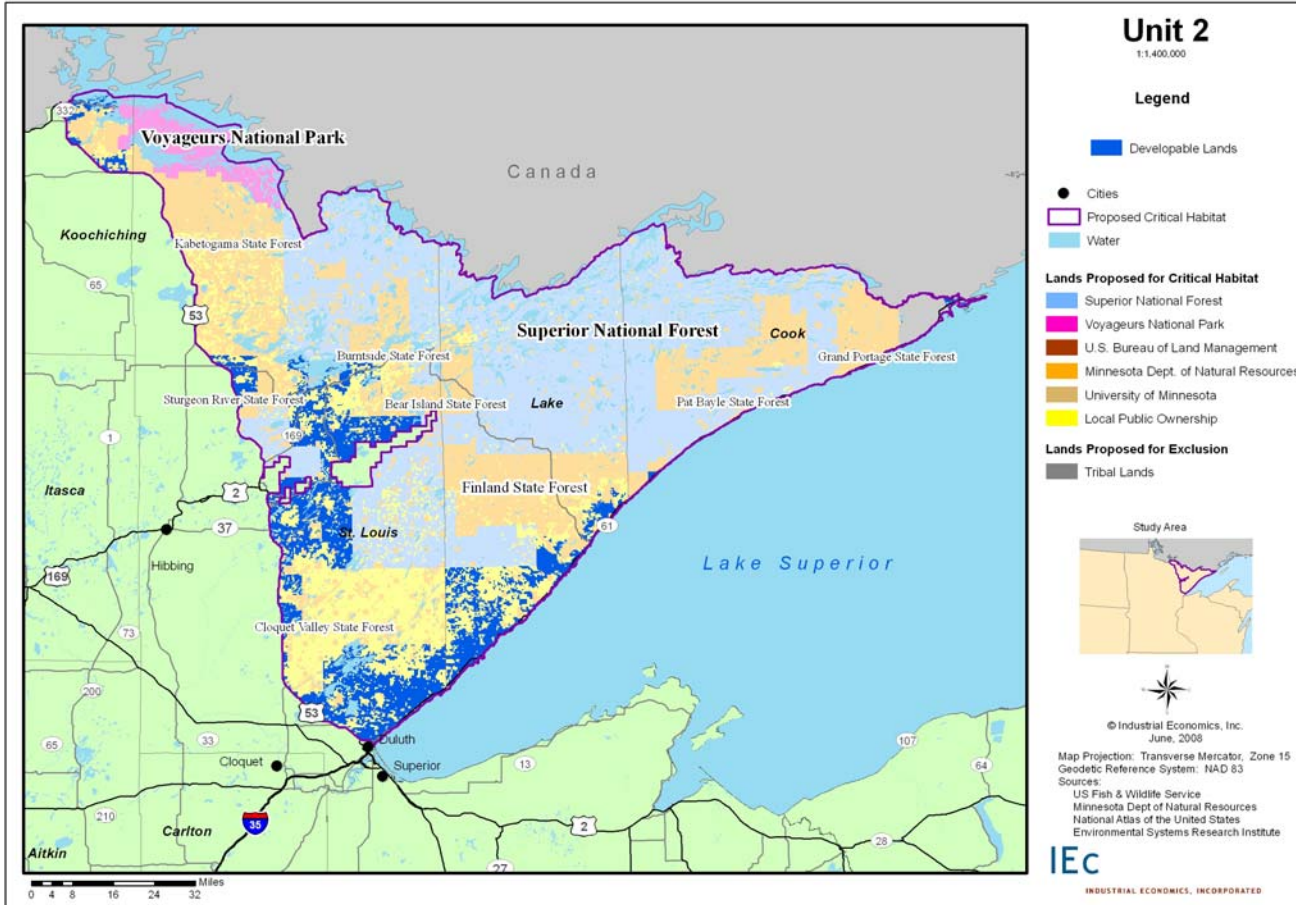 Unit 2
1:1,400,000
Legend
Developable Lands
Cities
Proposed Critical Habitat
Water
Lands Proposed for Critical Habitat
Superior National Forest
Voyageurs National Park
U.S. Bureau of Land Management
Minnesota Dept. of Natural Resources
University of Minnesota
Local Public Ownership
Lands Proposed for Exclusion
Tribal Lands
Study Area
© Industrial Economics, Inc.
June, 2008
Map Projection: Transverse Mercator, Zone 15
Geodetic Reference System: NAD 83
Sources:
US Fish & Wildlife Service
Minnesota Dept of Natural Resources
National Atlas of the United States
Environmental Systems Research Institute
IEc
INDUSTRIAL ECONOMICS, INCORPORATED
332
Voyageurs National Park
Canada
Koochiching
Kabetogama State Forest
65
53
Superior National Forest
Cook
Burntside State Forest
Grand Portage State Forest
Sturgeon River State Forest
Bear Island State Forest
Lake
Pat Bayle State Forest
1
169
Itasca
2
Finland State Forest
37
St. Louis
61
Hibbing
Lake Superior
169
73
Cloquet Valley State Forest
200
53
65
33
Duluth
107
Cloquet
Superior
13
64
210
35
Carlton
2
28
Aitkin
27
Miles
0 4 8 16 24 32